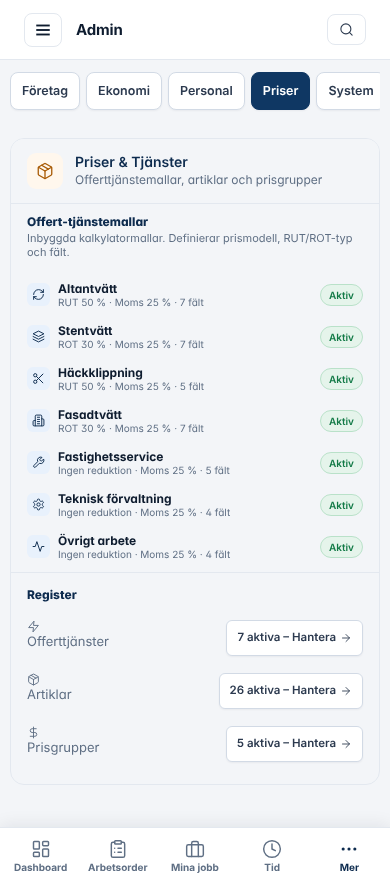 Admin
Företag
Ekonomi
Personal
Priser
System
Priser & Tjänster
Offerttjänstemallar, artiklar och prisgrupper
Offert-tjänstemallar
Inbyggda kalkylatormallar. Definierar prismodell, RUT/ROT-typ
och fält.
Altantvätt
RUT 50 % · Moms 25 % · 7 fält
Aktiv
Stentvätt
ROT 30 % · Moms 25 % · 7 fält
Aktiv
Häckklippning
RUT 50 % · Moms 25 % · 5 fält
Aktiv
Fasadtvätt
ROT 30 % · Moms 25 % · 7 fält
Aktiv
Fastighetsservice
Ingen reduktion · Moms 25 % · 5 fält
Aktiv
Teknisk förvaltning
Ingen reduktion · Moms 25 % · 4 fält
Aktiv
Övrigt arbete
Ingen reduktion · Moms 25 % · 4 fält
Aktiv
Register
Offerttjänster
7 aktiva – Hantera →
Artiklar
26 aktiva – Hantera →
Prisgrupper
5 aktiva – Hantera →
Dashboard
Arbetsorder
Mina jobb
Tid
Mer